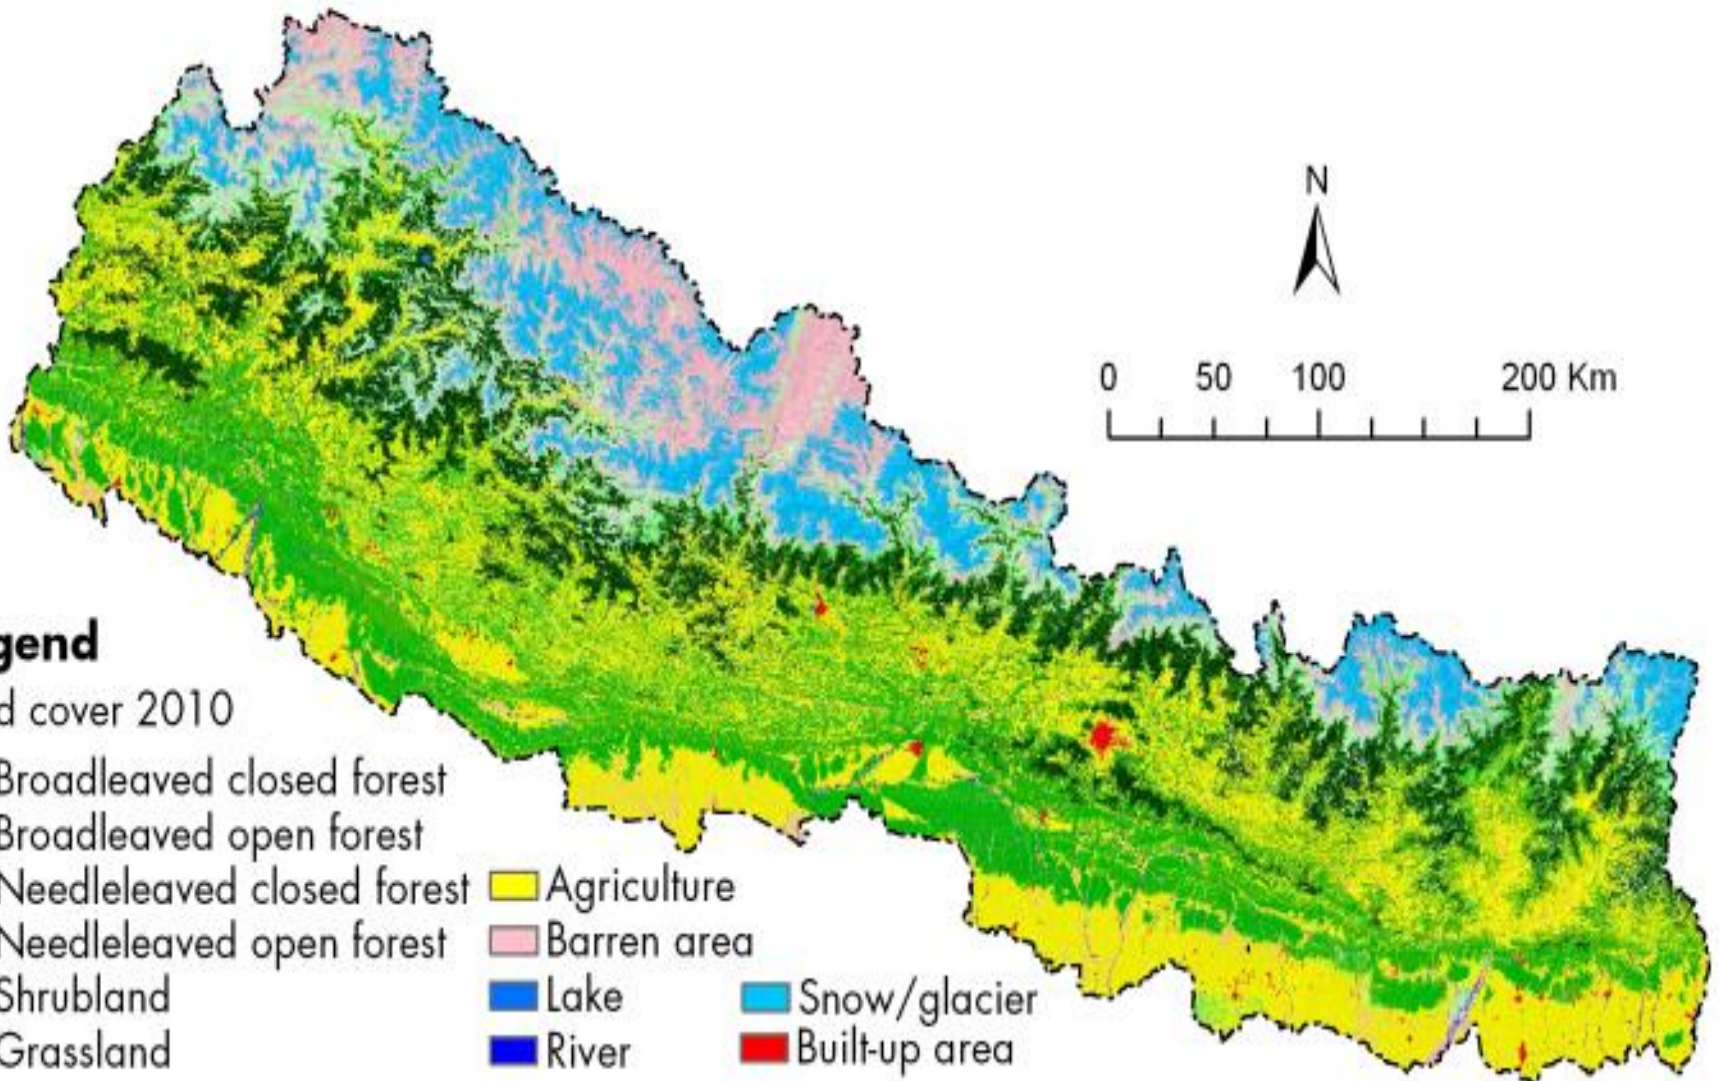 N
0 50 100 200 Km
gend
d cover 2010
Broadleaved closed forest
Broadleaved open forest
Needleleaved closed forest
Needleleaved open forest
Shrubland
Grassland
Agriculture
Barren area
Lake
River
Snow/glacier
Built-up area